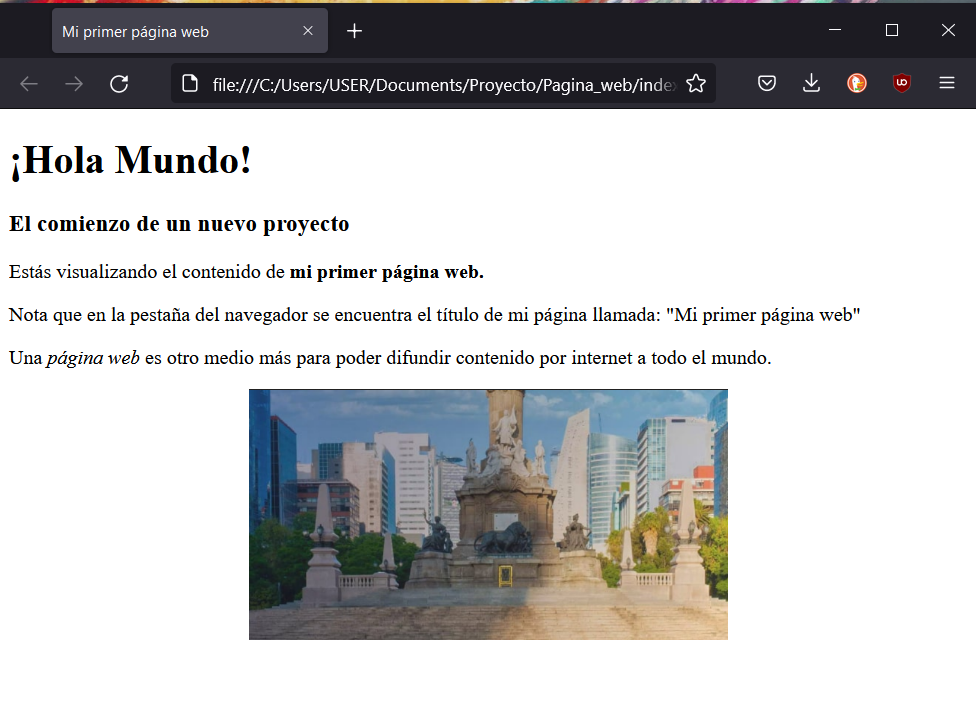 Mi primer página web
file:///C:/Users/USER/Documents/Proyecto/Pagina_web/inde
¡Hola Mundo!
El comienzo de un nuevo proyecto
Estás visualizando el contenido de mi primer página web.
Nota que en la pestaña del navegador se encuentra el título de mi página llamada: "Mi primer página web"
Una página web es otro medio más para poder difundir contenido por internet a todo el mundo.